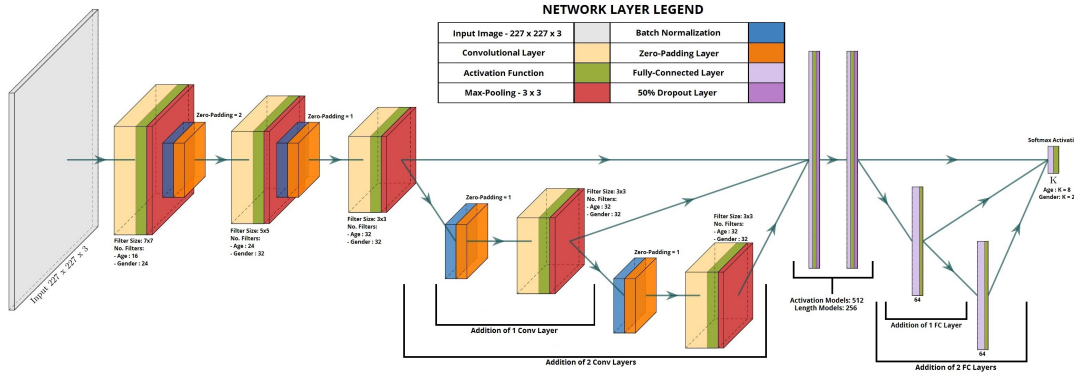 NETWORK LAYER LEGEND
Input Image - 227 x 227 x 3
Batch Normalization
Convolutional Layer
Zero-Padding Layer
Activation Function
Fully-Connected Layer
Max-Pooling - 3 x 3
50% Dropout Layer
Input 227 x 227 x 3
Zero-Padding = 2
Filter Size: 7x7
No. Filters:
- Age : 16
- Gender : 24
Zero-Padding = 1
Filter Size: 5x5
No. Filters:
- Age : 24
- Gender : 32
Filter Size: 3x3
No. Filters:
- Age : 32
- Gender : 32
Zero-Padding = 1
Filter Size: 3x3
No. Filters:
- Age : 32
- Gender : 32
Zero-Padding = 1
Filter Size: 3x3
No. Filters:
- Age : 32
- Gender : 32
Addition of 1 Conv Layer
Addition of 2 Conv Layers
Activation Models: 512
Length Models: 256
64
64
Addition of 1 FC Layer
Addition of 2 FC Layers
Softmax Activati
K
Age : K = 8
Gender: K = 2